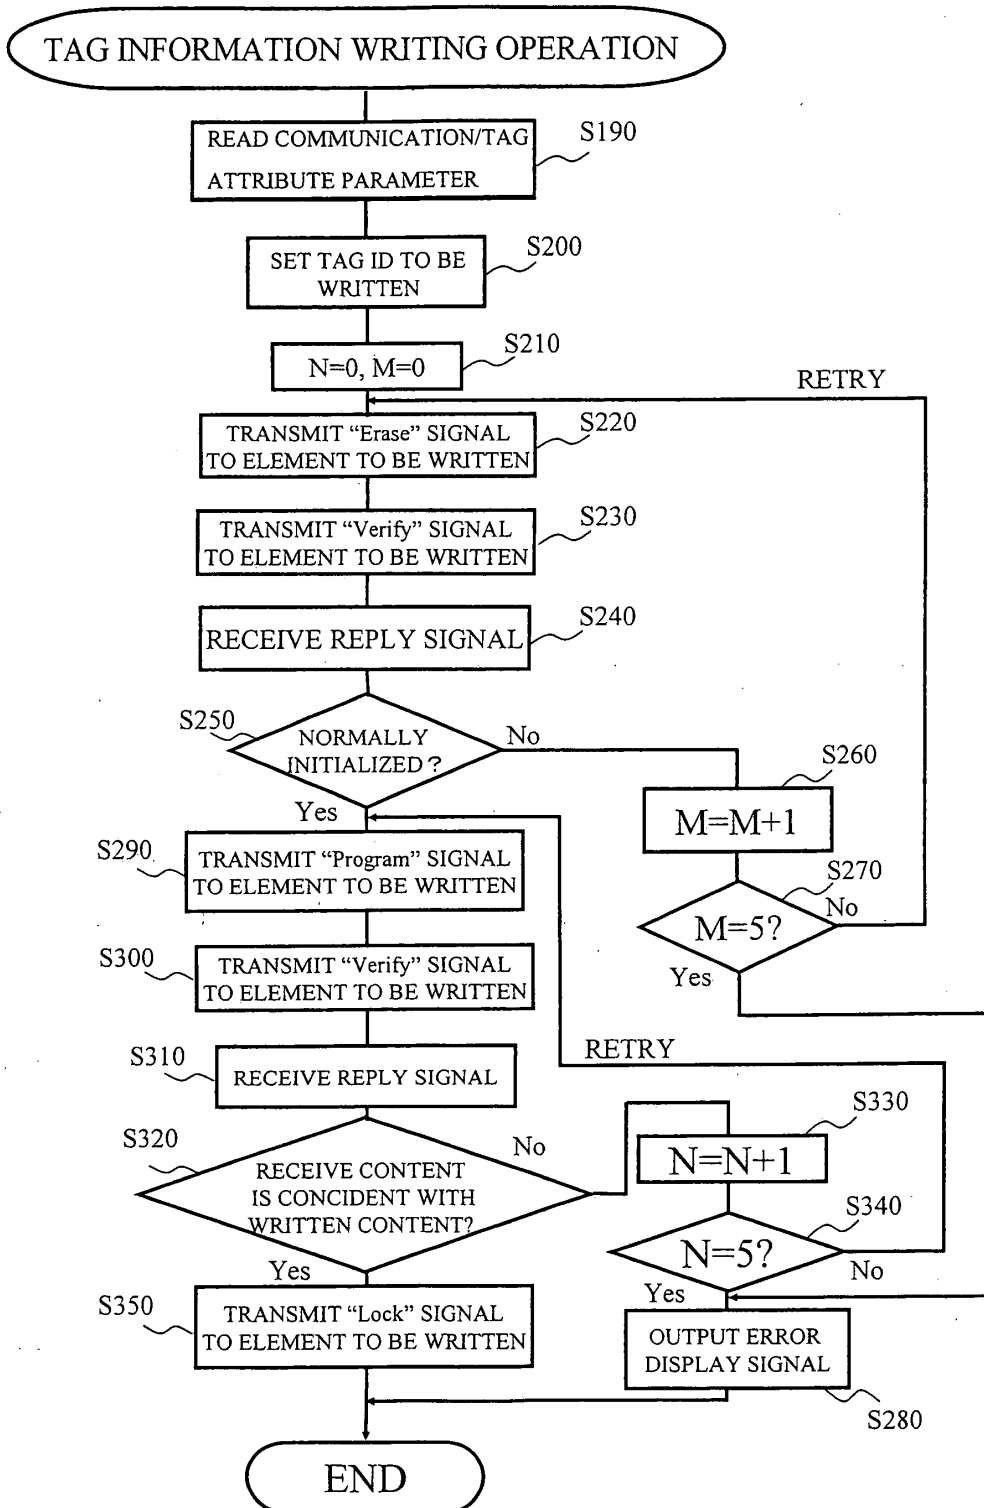 TAG INFORMATION WRITING OPERATION
READ COMMUNICATION/TAG
ATTRIBUTE PARAMETER
S190
SET TAG ID TO BE
WRITTEN
S200
N=0, M=0
S210
RETRY
TRANSMIT “Erase” SIGNAL
TO ELEMENT TO BE WRITTEN
S220
TRANSMIT “Verify” SIGNAL
TO ELEMENT TO BE WRITTEN
S230
RECEIVE REPLY SIGNAL
S240
S250
NORMALLY
INITIALIZED?
No
Yes
S260
M=M+1
S270
M=5?
No
Yes
S290
TRANSMIT “Program” SIGNAL
TO ELEMENT TO BE WRITTEN
S300
TRANSMIT “Verify” SIGNAL
TO ELEMENT TO BE WRITTEN
RETRY
S310
RECEIVE REPLY SIGNAL
S320
RECEIVE CONTENT
IS CONCIDENT WITH
WRITTEN CONTENT?
No
Yes
S330
N=N+1
S340
N=5?
No
Yes
S350
TRANSMIT “Lock” SIGNAL
TO ELEMENT TO BE WRITTEN
OUTPUT ERROR
DISPLAY SIGNAL
S280
END